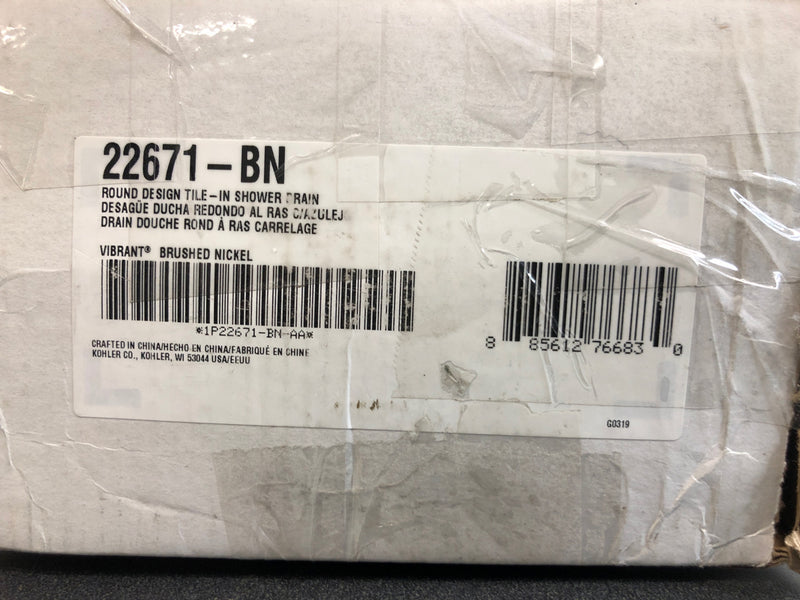 22671-BN
ROUND DESIGN TILE-IN SHOWER DRAIN
DESAGÜE DUCHA REDONDO AL RAS C/AZULEJ
DRAIN DOUCHE ROND À RAS CARRELAGE
VIBRANT® BRUSHED NICKEL
*1P22671-BN-AA*
CRAFTED IN CHINA/HECHO EN CHINA/FABRIQUÉ EN CHINE
KOHLER CO., KOHLER, WI 53044 USA/EEUU
8 85612 76683 0
G0319